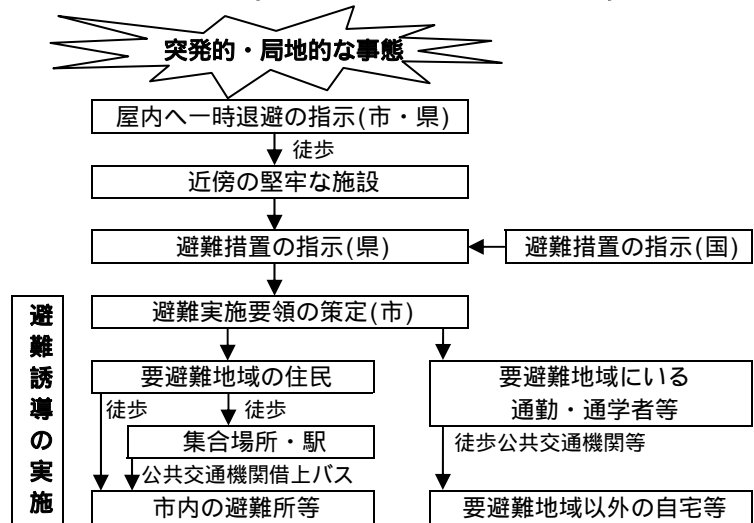 突発的・局地的な事態
屋内へ一時退避の指示(市・県)
徒歩
近傍の堅牢な施設
避難措置の指示(県)
避難措置の指示(国)
避難実施要領の策定(市)
避難誘導の実施
要避難地域の住民
要避難地域にいる
通勤・通学者等
徒歩
徒歩
集合場所・駅
徒歩公共交通機関等
公共交通機関借上バス
市内の避難所等
要避難地域以外の自宅等